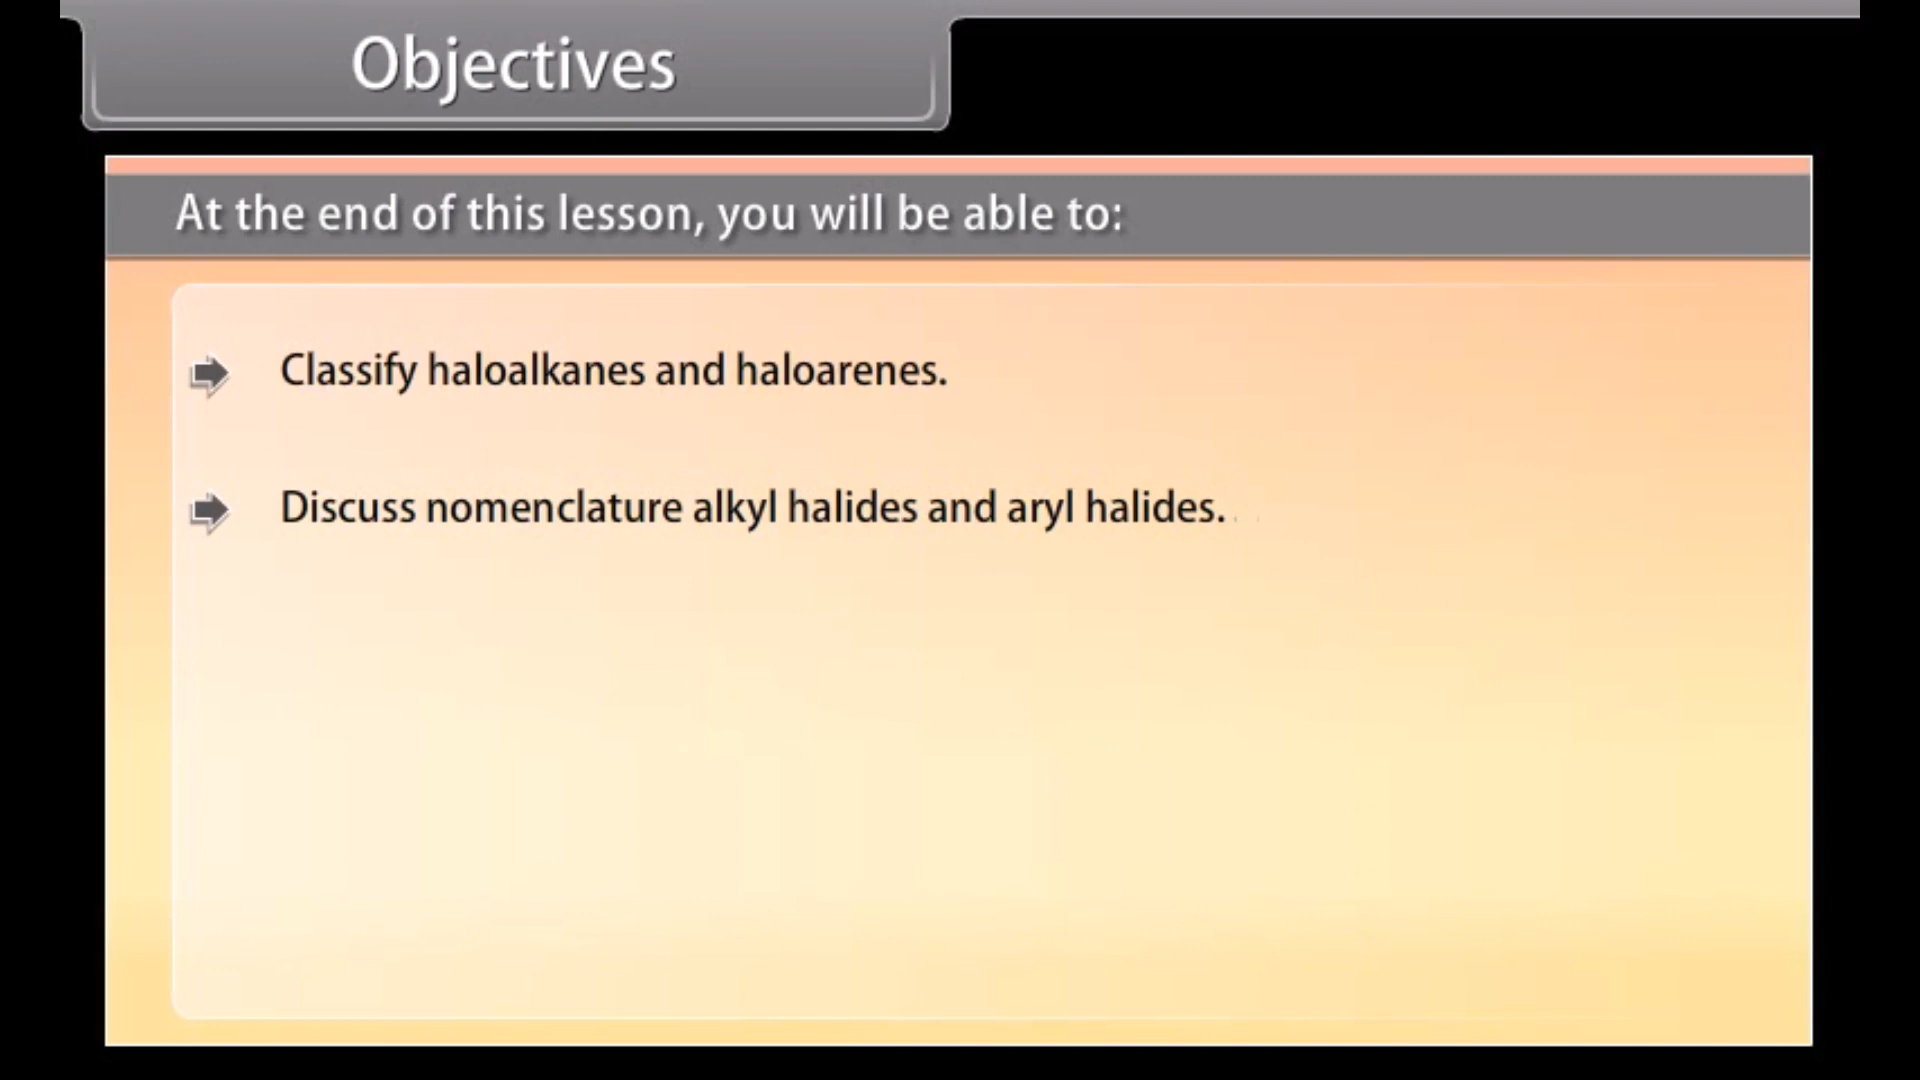 Objectives
At the end of this lesson, you will be able to:
Classify haloalkanes and haloarenes.
Discuss nomenclature alkyl halides and aryl halides.